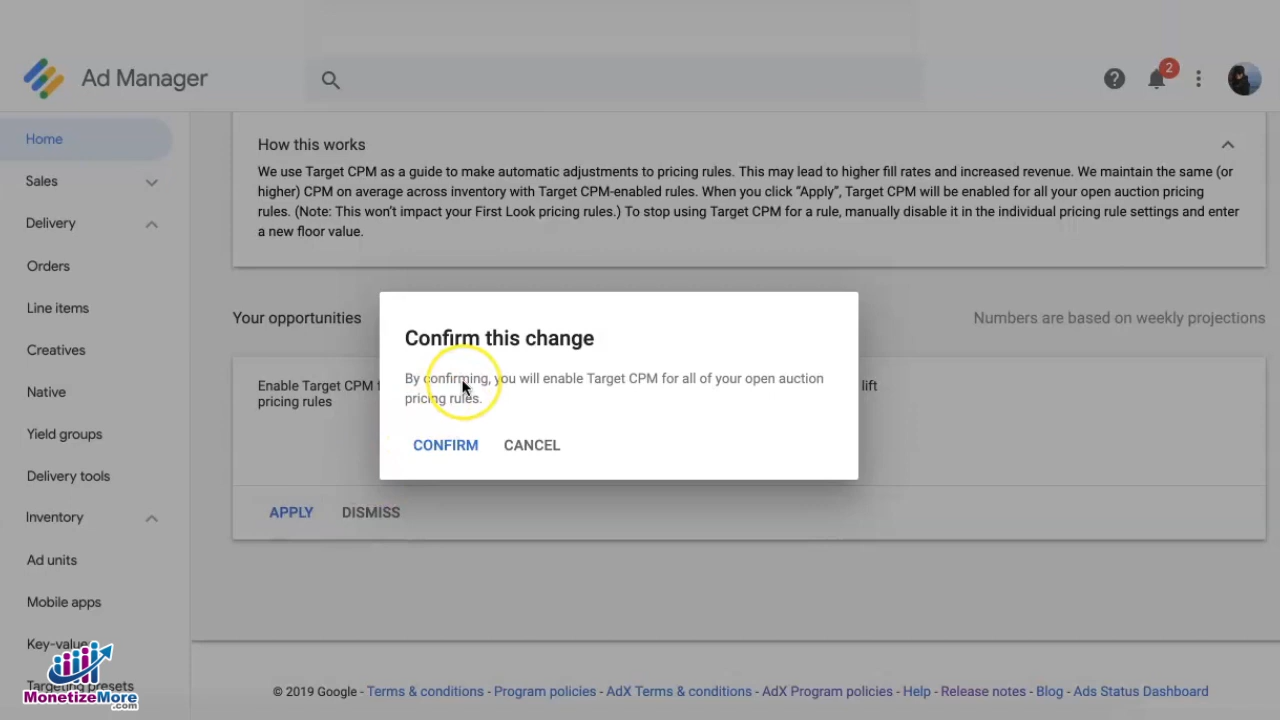 Ad Manager
2
Home
Sales
Delivery
Orders
Line items
Creatives
Native
Yield groups
Delivery tools
Inventory
Ad units
Mobile apps
Key-value
Targeting presets
How this works
We use Target CPM as a guide to make automatic adjustments to pricing rules. This may lead to higher fill rates and increased revenue. We maintain the same (or
higher) CPM on average across inventory with Target CPM-enabled rules. When you click “Apply”, Target CPM will be enabled for all your open auction pricing
rules. (Note: This won’t impact your First Look pricing rules.) To stop using Target CPM for a rule, manually disable it in the individual pricing rule settings and enter
a new floor value.
Your opportunities
Numbers are based on weekly projections
Enable Target CPM
lift
pricing rules
APPLY DISMISS
Confirm this change
By confirming, you will enable Target CPM for all of your open auction
pricing rules.
CONFIRM CANCEL
© 2019 Google - Terms & conditions - Program policies - AdX Terms & conditions - AdX Program policies - Help - Release notes - Blog - Ads Status Dashboard
MonetizeMore
.com